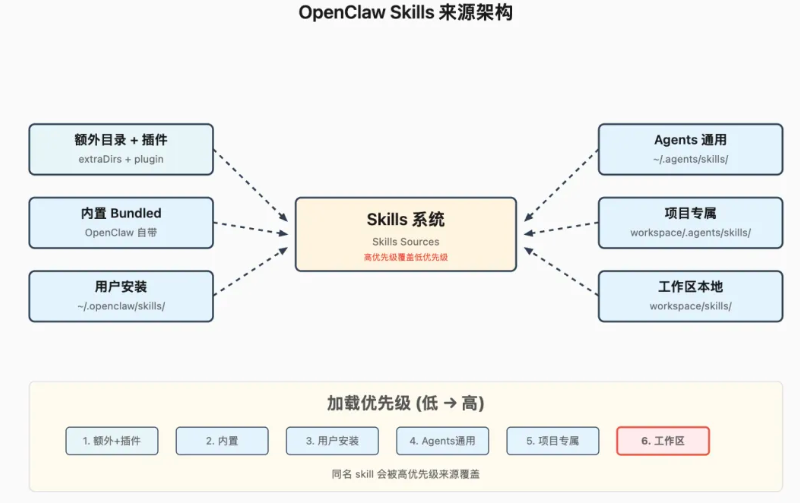 OpenClaw Skills 来源架构
额外目录 + 插件
extraDirs + plugin
内置 Bundled
OpenClaw 自带
用户安装
~/.openclaw/skills/
Skills 系统
Skills Sources
高优先级覆盖低优先级
Agents 通用
~/.agents/skills/
项目专属
workspace/.agents/skills/
工作区本地
workspace/skills/
加载优先级 (低 → 高)
1. 额外+插件
2. 内置
3. 用户安装
4. Agents通用
5. 项目专属
6. 工作区
同名 skill 会被高优先级来源覆盖